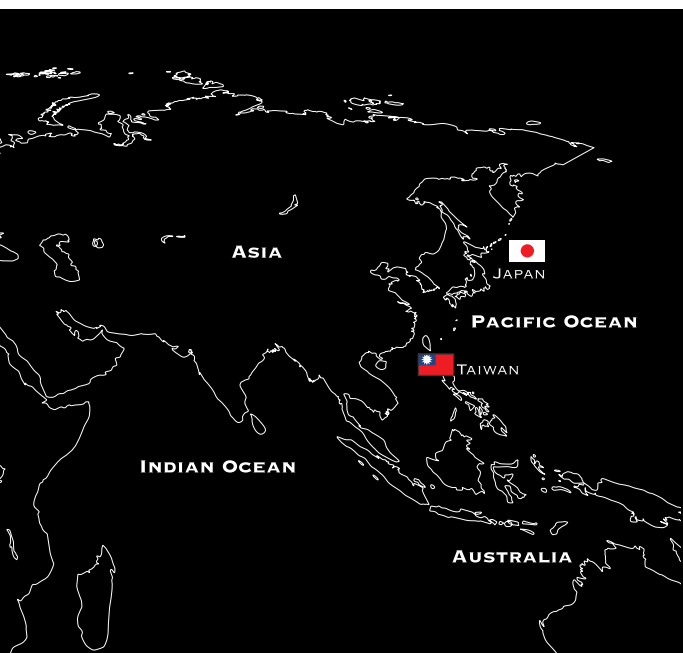 ASIA
JAPAN
PACIFIC OCEAN
TAIWAN
INDIAN OCEAN
AUSTRALIA